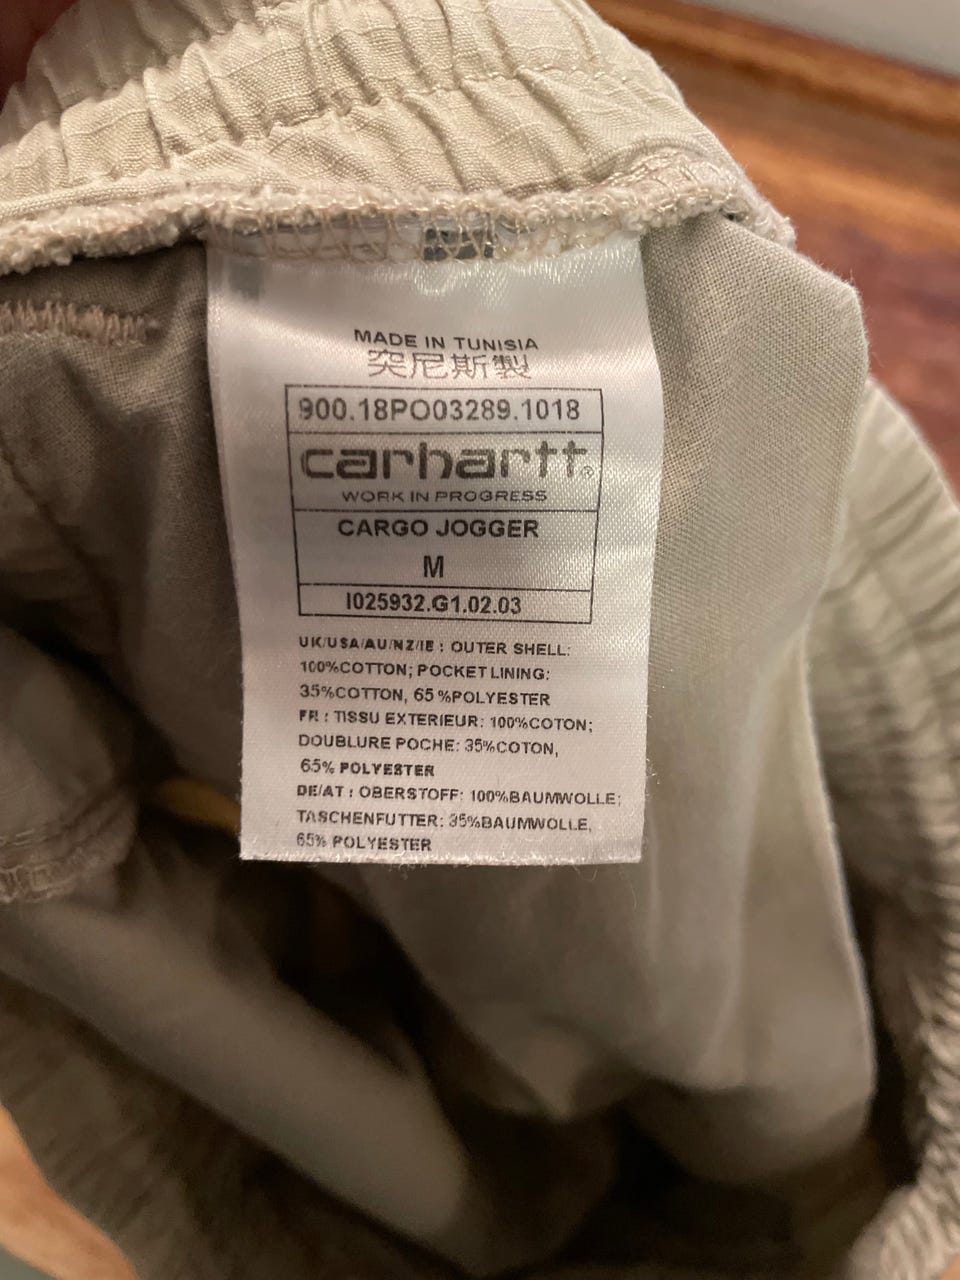 MADE IN TUNISIA
突尼斯製
900.18PO03289.1018
carhartt®
WORK IN PROGRESS
CARGO JOGGER
M
I025932.G1.02.03
UK/USA/AU/NZ/IE : OUTER SHELL:
100%COTTON; POCKET LINING:
35%COTTON, 65 %POLYESTER
FR : TISSU EXTERIEUR: 100%COTON;
DOUBLURE POCHE: 35%COTON,
65% POLYESTER
DE/AT : OBERSTOFF: 100%BAUMWOLLE;
TASCHENFUTTER: 35%BAUMWOLLE,
65% POLYESTER